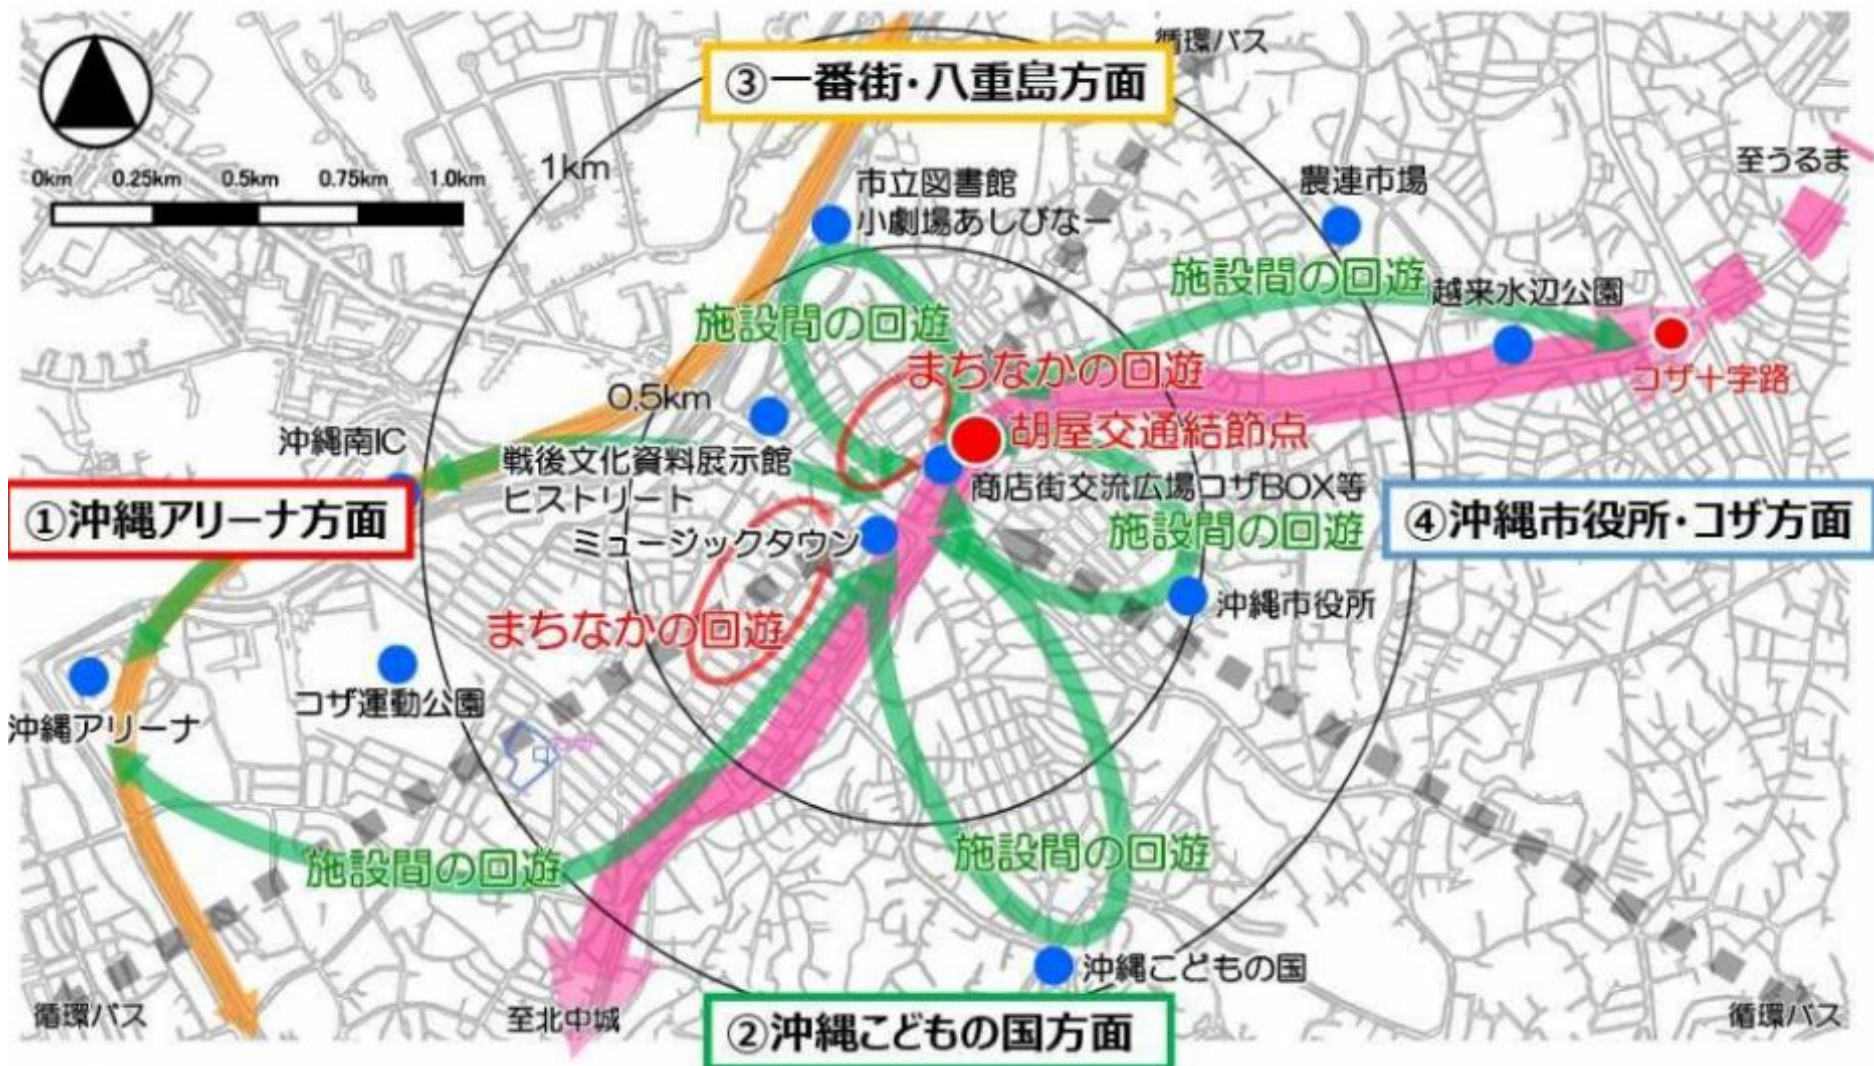 循環バス
③一番街・八重島方面
0km 0.25km 0.5km 0.75km 1.0km
1km
市立図書館
小劇場あしびなー
農連市場
至うるま
施設間の回遊
越来水辺公園
施設間の回遊
まちなかの回遊
コザ十字路
0.5km
胡屋交通結節点
沖縄南IC
戦後文化資料展示館
ヒストリート
商店街交流広場コザBOX等
①沖縄アリーナ方面
④沖縄市役所・コザ方面
ミュージックタウン
施設間の回遊
沖縄市役所
まちなかの回遊
コザ運動公園
沖縄アリーナ
施設間の回遊
施設間の回遊
沖縄こどもの国
循環バス
至北中城
②沖縄こどもの国方面
循環バス